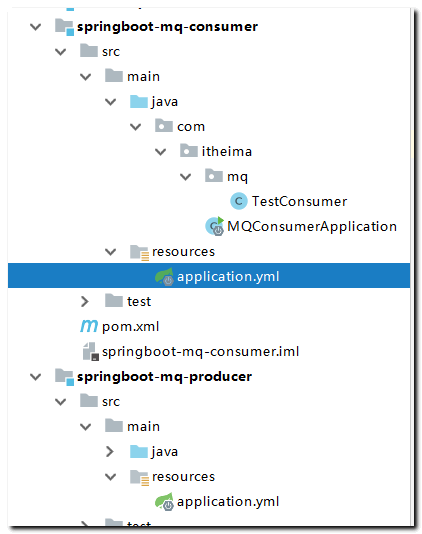 springboot-mq-consumer
src
main
java
com
itheima
mq
TestConsumer
MQConsumerApplication
resources
application.yml
test
pom.xml
springboot-mq-consumer.iml
springboot-mq-producer
src
main
java
resources
application.yml
test